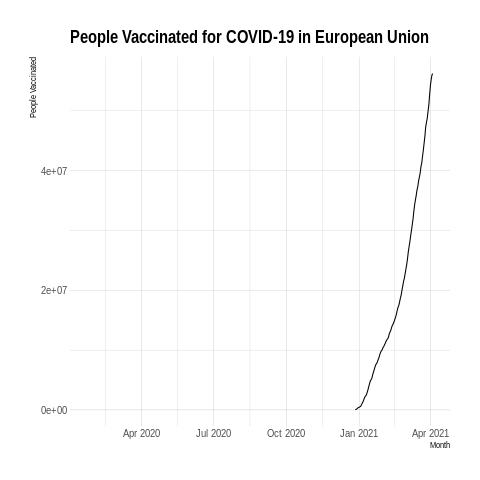 People Vaccinated for COVID-19 in European Union
People Vaccinated
4e+07
2e+07
0e+00
Apr 2020 Jul 2020 Oct 2020 Jan 2021 Apr 2021
Month